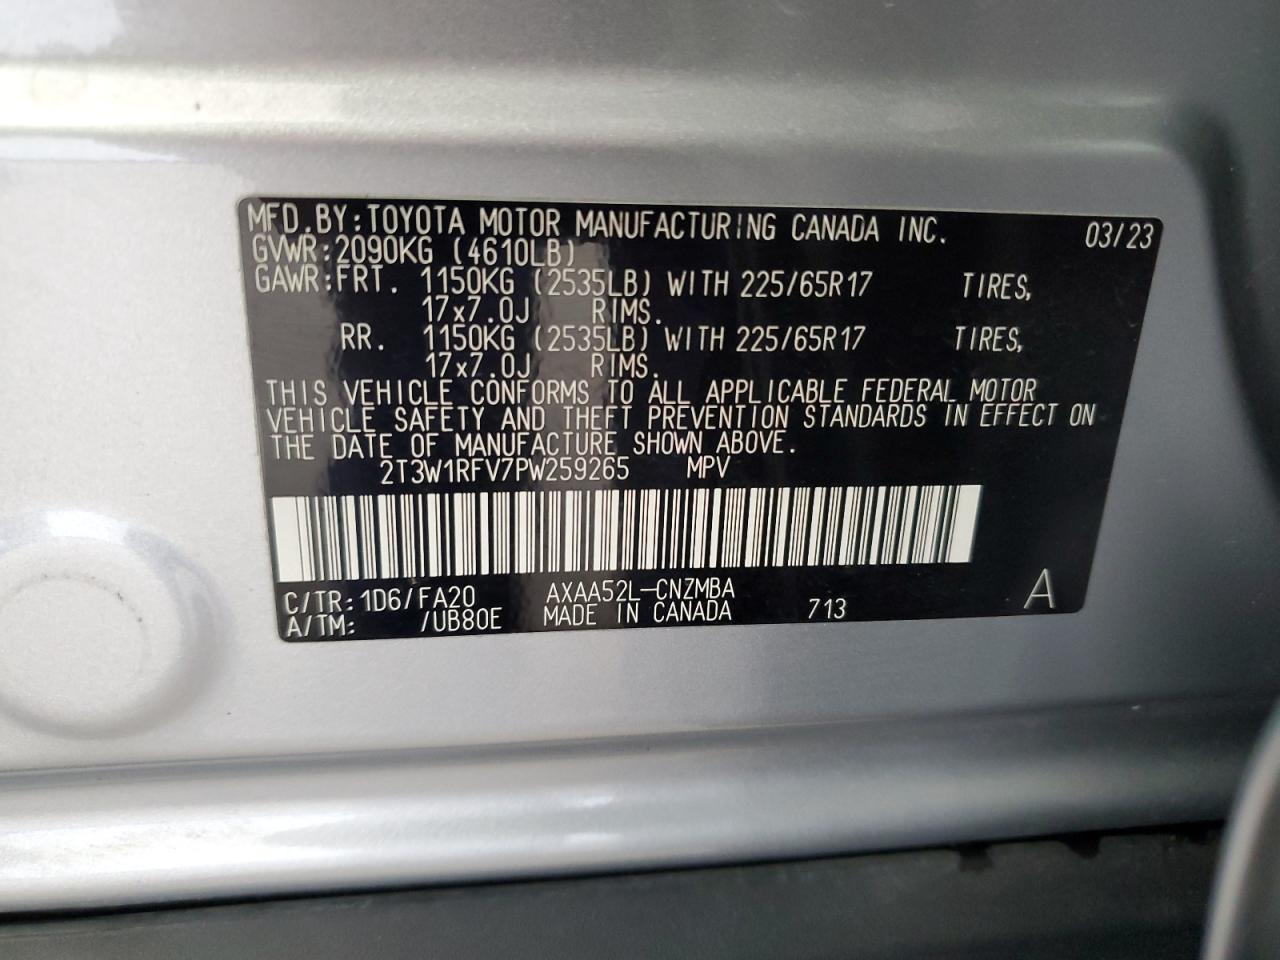 MFD.BY:TOYOTA MOTOR MANUFACTURING CANADA INC. 03/23
GVWR:2090KG (4610LB)
GAWR:FRT. 1150KG (2535LB) WITH 225/65R17 TIRES,
17x7.0J RIMS.
RR. 1150KG (2535LB) WITH 225/65R17 TIRES,
17x7.0J RIMS.
THIS VEHICLE CONFORMS TO ALL APPLICABLE FEDERAL MOTOR
VEHICLE SAFETY AND THEFT PREVENTION STANDARDS IN EFFECT ON
THE DATE OF MANUFACTURE SHOWN ABOVE.
2T3W1RFV7PW259265 MPV
C/TR:1D6/FA20 AXAA52L-CNZMBA
A/TM: /UB80E MADE IN CANADA 713 A